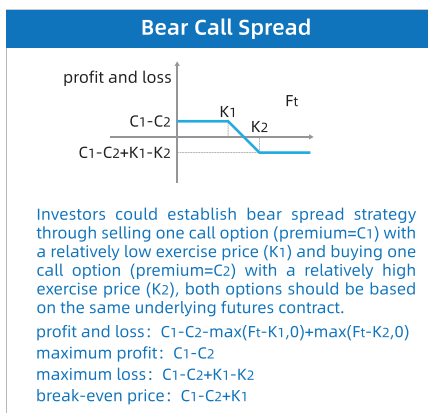 Bear Call Spread
profit and loss
Ft
K1
C1-C2
K2
C1-C2+K1-K2
Investors could establish bear spread strategy
through selling one call option (premium=C1) with
a relatively low exercise price (K1) and buying one
call option (premium=C2) with a relatively high
exercise price (K2), both options should be based
on the same underlying futures contract.
profit and loss: C1-C2-max(Ft-K1,0)+max(Ft-K2,0)
maximum profit: C1-C2
maximum loss: C1-C2+K1-K2
break-even price: C1-C2+K1